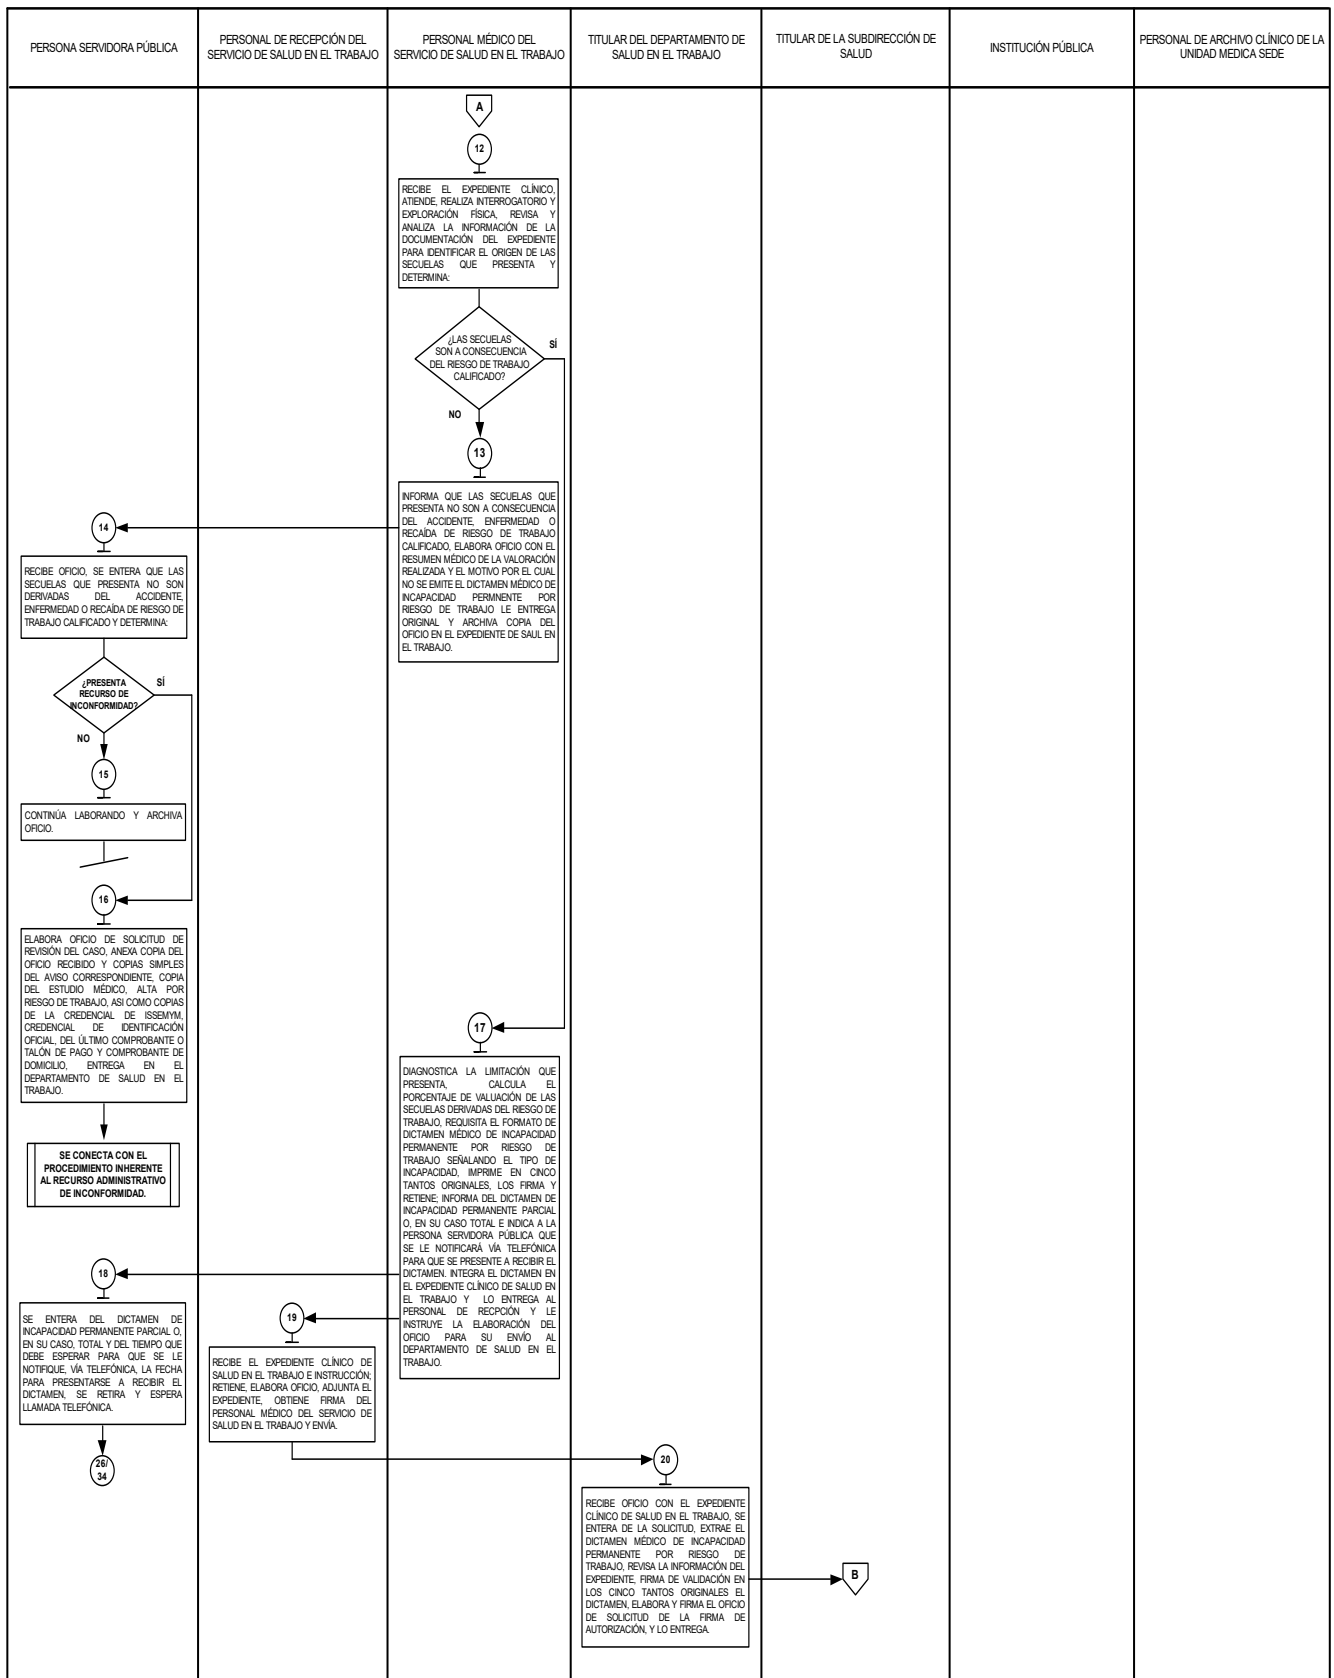 PERSONA SERVIDORA PÚBLICA
PERSONAL DE RECEPCIÓN DEL
SERVICIO DE SALUD EN EL TRABAJO
PERSONAL MÉDICO DEL
SERVICIO DE SALUD EN EL TRABAJO
TITULAR DEL DEPARTAMENTO DE
SALUD EN EL TRABAJO
TITULAR DE LA SUBDIRECCIÓN DE
SALUD
INSTITUCIÓN PÚBLICA
PERSONAL DE ARCHIVO CLÍNICO DE LA
UNIDAD MEDICA SEDE
A
12
RECIBE EL EXPEDIENTE CLÍNICO,
ATIENDE, REALIZA INTERROGATORIO Y
EXPLORACIÓN FÍSICA, REVISA Y
ANALIZA LA INFORMACIÓN DE LA
DOCUMENTACIÓN DEL EXPEDIENTE
PARA IDENTIFICAR EL ORIGEN DE LAS
SECUELAS QUE PRESENTA Y
DETERMINA:
¿LAS SECUELAS
SON A CONSECUENCIA
DEL RIESGO DE TRABAJO
CALIFICADO?
SÍ
NO
13
INFORMA QUE LAS SECUELAS QUE
PRESENTA NO SON A CONSECUENCIA
DEL ACCIDENTE, ENFERMEDAD O
RECAÍDA DE RIESGO DE TRABAJO
CALIFICADO, ELABORA OFICIO CON EL
RESUMEN MÉDICO DE LA VALORACIÓN
REALIZADA Y EL MOTIVO POR EL CUAL
NO SE EMITE EL DICTAMEN MÉDICO DE
INCAPACIDAD PERMNENTE POR
RIESGO DE TRABAJO LE ENTREGA
ORIGINAL Y ARCHIVA COPIA DEL
OFICIO EN EL EXPEDIENTE DE SAUL EN
EL TRABAJO.
14
RECIBE OFICIO, SE ENTERA QUE LAS
SECUELAS QUE PRESENTA NO SON
DERIVADAS DEL ACCIDENTE,
ENFERMEDAD O RECAÍDA DE RIESGO DE
TRABAJO CALIFICADO Y DETERMINA:
¿PRESENTA
RECURSO DE
INCONFORMIDAD?
SÍ
NO
15
CONTINÚA LABORANDO Y ARCHIVA
OFICIO.
16
ELABORA OFICIO DE SOLICITUD DE
REVISIÓN DEL CASO, ANEXA COPIA DEL
OFICIO RECIBIDO Y COPIAS SIMPLES
DEL AVISO CORRESPONDIENTE, COPIA
DEL ESTUDIO MÉDICO, ALTA POR
RIESGO DE TRABAJO, ASI COMO COPIAS
DE LA CREDENCIAL DE ISSEMYM,
CREDENCIAL DE IDENTIFICACIÓN
OFICIAL, DEL ÚLTIMO COMPROBANTE O
TALÓN DE PAGO Y COMPROBANTE DE
DOMICILIO, ENTREGA EN EL
DEPARTAMENTO DE SALUD EN EL
TRABAJO.
SE CONECTA CON EL
PROCEDIMIENTO INHERENTE
AL RECURSO ADMINISTRATIVO
DE INCONFORMIDAD.
17
DIAGNOSTICA LA LIMITACIÓN QUE
PRESENTA, CALCULA EL
PORCENTAJE DE VALUACIÓN DE LAS
SECUELAS DERIVADAS DEL RIESGO DE
TRABAJO, REQUISITA EL FORMATO DE
DICTAMEN MÉDICO DE INCAPACIDAD
PERMANENTE POR RIESGO DE
TRABAJO SEÑALANDO EL TIPO DE
INCAPACIDAD, IMPRIME EN CINCO
TANTOS ORIGINALES, LOS FIRMA Y
RETIENE; INFORMA DEL DICTAMEN DE
INCAPACIDAD PERMANENTE PARCIAL
O, EN SU CASO TOTAL E INDICA A LA
PERSONA SERVIDORA PÚBLICA QUE
SE LE NOTIFICARÁ VÍA TELEFÓNICA
PARA QUE SE PRESENTE A RECIBIR EL
DICTAMEN. INTEGRA EL DICTAMEN EN
EL EXPEDIENTE CLÍNICO DE SALUD EN
EL TRABAJO Y LO ENTREGA AL
PERSONAL DE RECPCIÓN Y LE
INSTRUYE LA ELABORACIÓN DEL
OFICIO PARA SU ENVÍO AL
DEPARTAMENTO DE SALUD EN EL
TRABAJO.
18
SE ENTERA DEL DICTAMEN DE
INCAPACIDAD PERMANENTE PARCIAL O,
EN SU CASO, TOTAL Y DEL TIEMPO QUE
DEBE ESPERAR PARA QUE SE LE
NOTIFIQUE, VÍA TELEFÓNICA, LA FECHA
PARA PRESENTARSE A RECIBIR EL
DICTAMEN, SE RETIRA Y ESPERA
LLAMADA TELEFÓNICA.
26/
34
19
RECIBE EL EXPEDIENTE CLÍNICO DE
SALUD EN EL TRABAJO E INSTRUCCIÓN;
RETIENE, ELABORA OFICIO, ADJUNTA EL
EXPEDIENTE, OBTIENE FIRMA DEL
PERSONAL MÉDICO DEL SERVICIO DE
SALUD EN EL TRABAJO Y ENVÍA.
20
RECIBE OFICIO CON EL EXPEDIENTE
CLÍNICO DE SALUD EN EL TRABAJO, SE
ENTERA DE LA SOLICITUD, EXTRAE EL
DICTAMEN MÉDICO DE INCAPACIDAD
PERMANENTE POR RIESGO DE
TRABAJO, REVISA LA INFORMACIÓN DEL
EXPEDIENTE, FIRMA DE VALIDACIÓN EN
LOS CINCO TANTOS ORIGINALES EL
DICTAMEN, ELABORA Y FIRMA EL OFICIO
DE SOLICITUD DE LA FIRMA DE
AUTORIZACIÓN, Y LO ENTREGA.
B